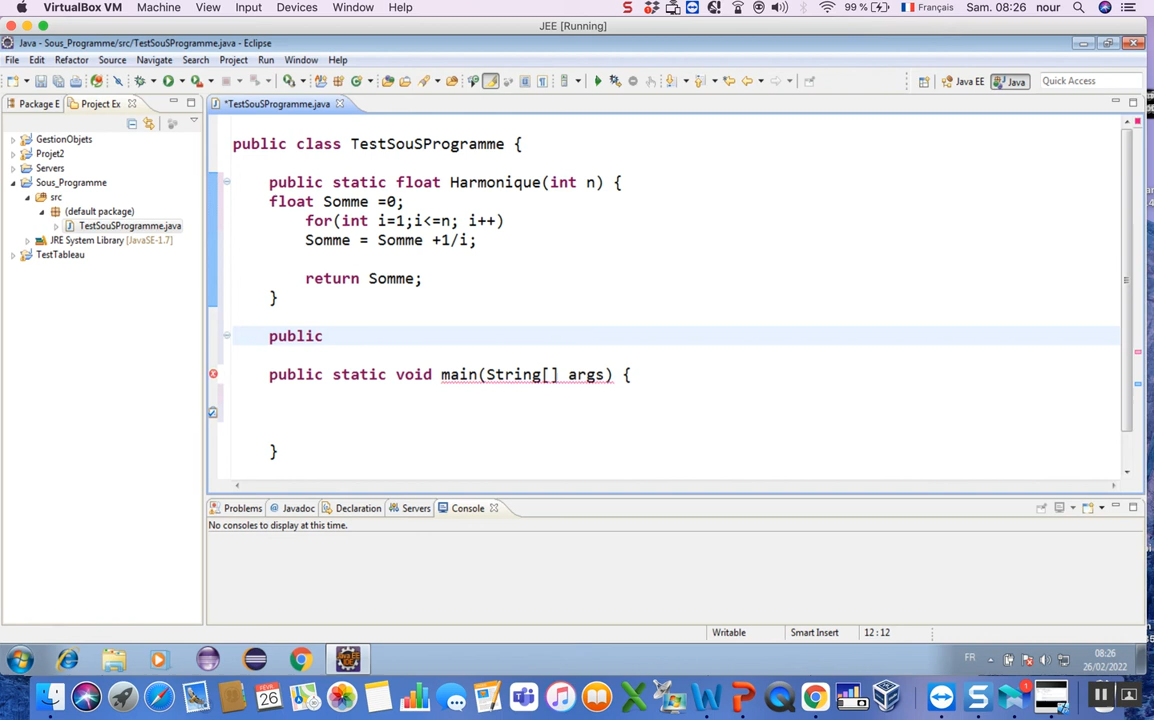 VirtualBox VM Machine View Input Devices Window Help 99 % Français Sam. 08:26 nour
JEE [Running]
Java - Sous_Programme/src/TestSouSProgramme.java - Eclipse
File Edit Refactor Source Navigate Search Project Run Window Help
Java EE Java Quick Access
Package E Project Ex *TestSouSProgramme.java
GestionObjets
Projet2
Servers
Sous_Programme
src
(default package)
TestSouSProgramme.java
JRE System Library [JavaSE-1.7]
TestTableau
public class TestSouSProgramme {
public static float Harmonique(int n) {
float Somme =0;
for(int i=1;i<=n; i++)
Somme = Somme +1/i;
return Somme;
}
public
public static void main(String[] args) {
}
Problems Javadoc Declaration Servers Console
No consoles to display at this time.
Writable Smart Insert 12:12
FR 08:26
26/02/2022